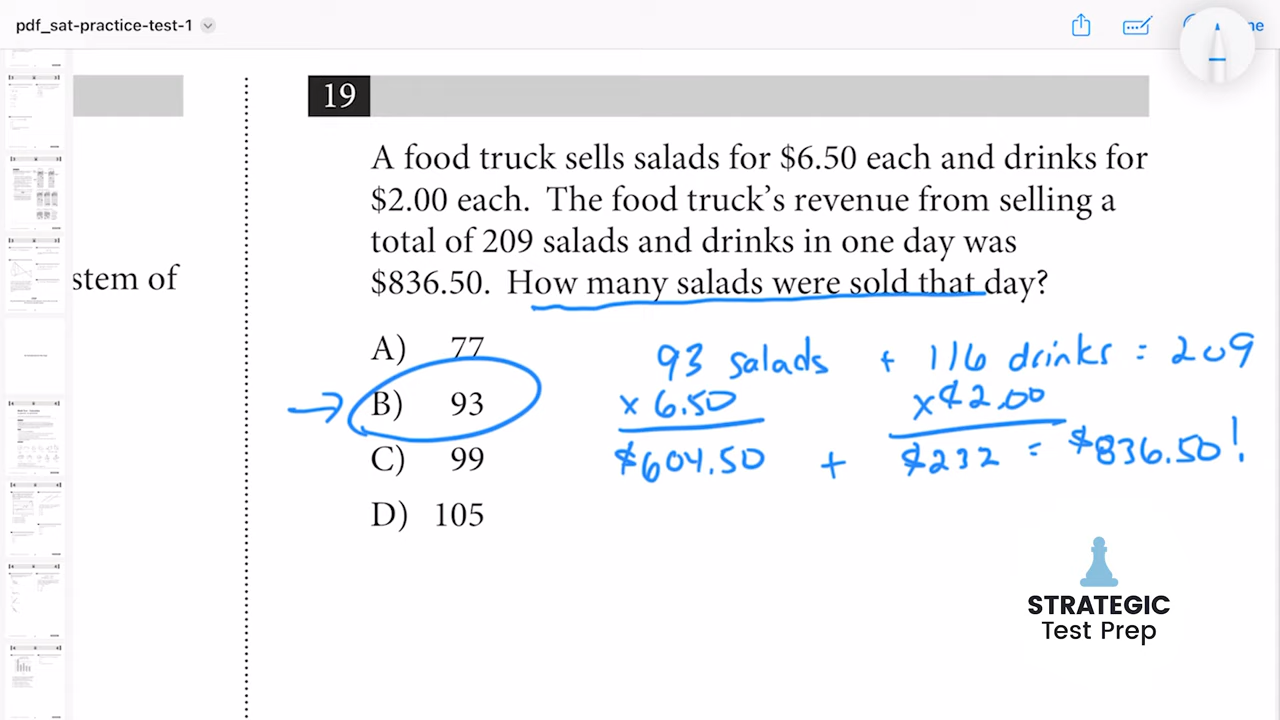 pdf_sat-practice-test-1
19
A food truck sells salads for $6.50 each and drinks for
$2.00 each. The food truck's revenue from selling a
total of 209 salads and drinks in one day was
$836.50. How many salads were sold that day?
stem of
A) 77
B) 93
C) 99
D) 105
93 salads + 116 drinks = 209
x 6.50 x $2.00
$604.50 + $232 = $836.50!
STRATEGIC
Test Prep